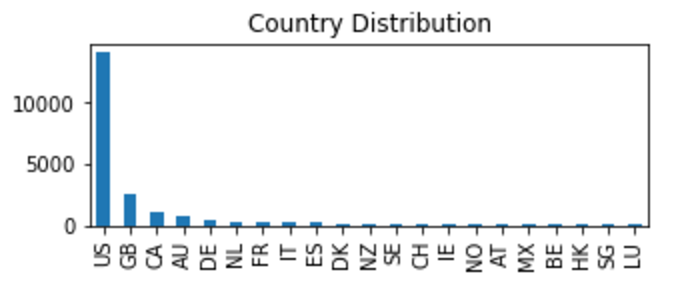 Country Distribution
10000
5000
0
US GB CA AU DE NL FR IT ES DK NZ SE CH IE NO AT MX BE HK SG LU